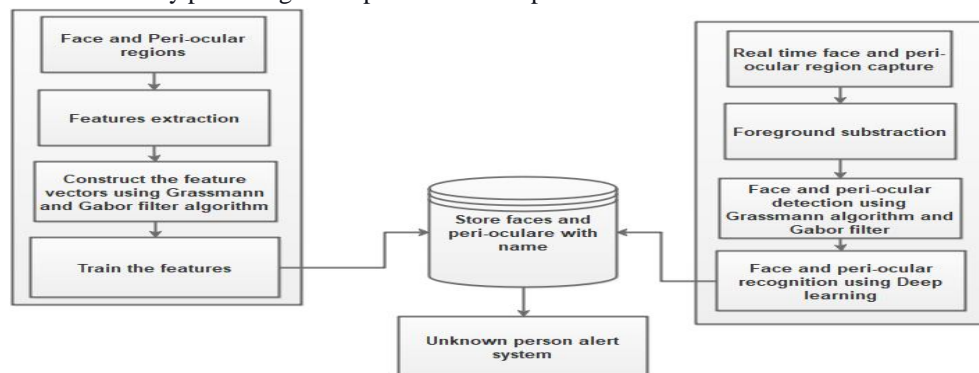 Face and Peri-ocular
regions
Features extraction
Construct the feature
vectors using Grassmann
and Gabor filter algorithm
Train the features
Store faces and
peri-oculare with
name
Unknown person alert
system
Real time face and peri-
ocular region capture
Foreground substraction
Face and peri-ocular
detection using
Grassmann algorithm and
Gabor filter
Face and peri-ocular
recognition using Deep
learning